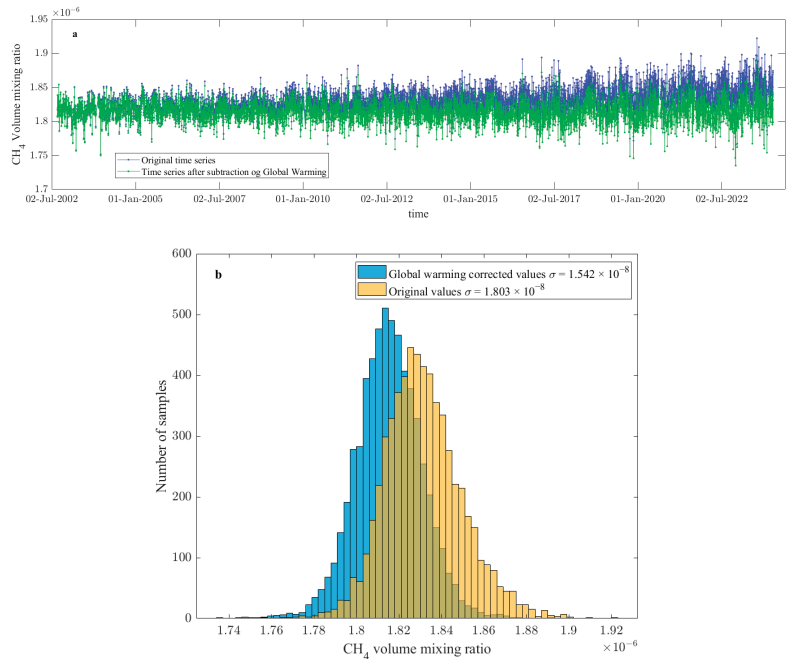 ×10⁻⁶
1.95
a
1.9
1.85
1.8
1.75
1.7
CH₄ Volume mixing ratio
Original time series
Time series after subtraction og Global Warming
02-Jul-2002 01-Jan-2005 02-Jul-2007 01-Jan-2010 02-Jul-2012 01-Jan-2015 02-Jul-2017 01-Jan-2020 02-Jul-2022
time
600
b
Global warming corrected values σ = 1.542 × 10⁻⁸
Original values σ = 1.803 × 10⁻⁸
500
400
300
200
100
0
Number of samples
1.74 1.76 1.78 1.8 1.82 1.84 1.86 1.88 1.9 1.92
×10⁻⁶
CH₄ volume mixing ratio